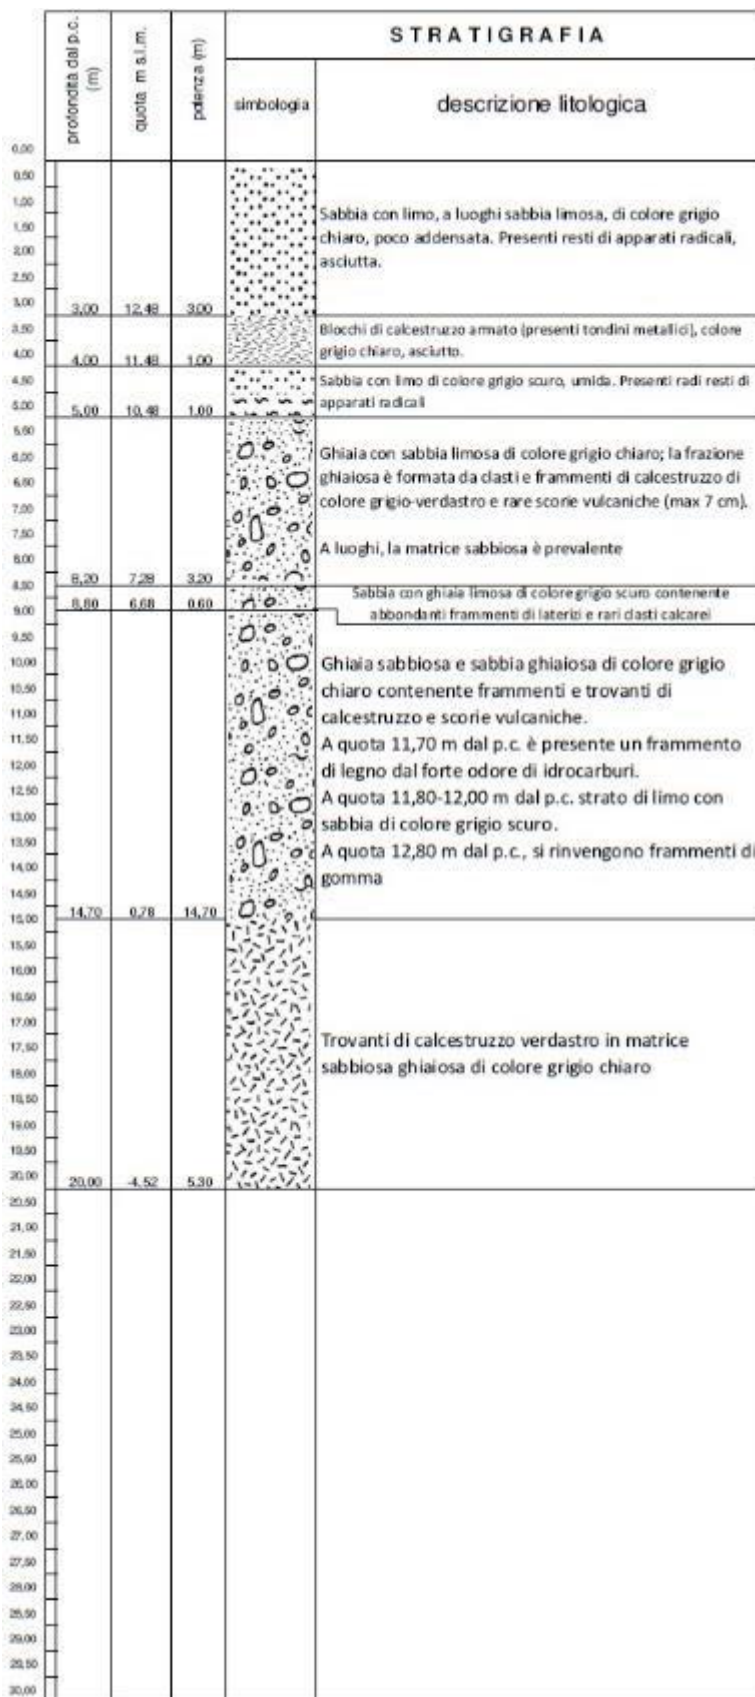 profondità dal p.c. (m)
quota m s.l.m.
potenza (m)
STRATIGRAFIA
simbologia
descrizione litologica
0,00
0,50
1,00
1,50
2,00
2,50
3,00
3,50
4,00
4,50
5,00
5,50
6,00
6,50
7,00
7,50
8,00
8,50
9,00
9,50
10,00
10,50
11,00
11,50
12,00
12,50
13,00
13,50
14,00
14,50
15,00
15,50
16,00
16,50
17,00
17,50
18,00
18,50
19,00
19,50
20,00
20,50
21,00
21,50
22,00
22,50
23,00
23,50
24,00
24,50
25,00
25,50
26,00
26,50
27,00
27,50
28,00
28,50
29,00
29,50
30,00
Sabbia con limo, a luoghi sabbia limosa, di colore grigio
chiaro, poco addensata. Presenti resti di apparati radicali,
asciutta.
3,00 12,48 3,00
Blocchi di calcestruzzo armato (presenti tondini metallici), colore
grigio chiaro, asciutto.
4,00 11,48 1,00
Sabbia con limo di colore grigio scuro, umida. Presenti radi resti di
apparati radicali
5,00 10,48 1,00
Ghiaia con sabbia limosa di colore grigio chiaro; la frazione
ghiaiosa è formata da clasti e frammenti di calcestruzzo di
colore grigio-verdastro e rare scorie vulcaniche (max 7 cm).
A luoghi, la matrice sabbiosa è prevalente
8,20 7,28 3,20
Sabbia con ghiaia limosa di colore grigio scuro contenente
abbondanti frammenti di laterizi e rari clasti calcarei
8,80 6,68 0,60
Ghiaia sabbiosa e sabbia ghiaiosa di colore grigio
chiaro contenente frammenti e trovanti di
calcestruzzo e scorie vulcaniche.
A quota 11,70 m dal p.c. è presente un frammento
di legno dal forte odore di idrocarburi.
A quota 11,80-12,00 m dal p.c. strato di limo con
sabbia di colore grigio scuro.
A quota 12,80 m dal p.c., si rinvengono frammenti di
gomma
14,70 0,78 14,70
Trovanti di calcestruzzo verdastro in matrice
sabbiosa ghiaiosa di colore grigio chiaro
20,00 -4,52 5,30